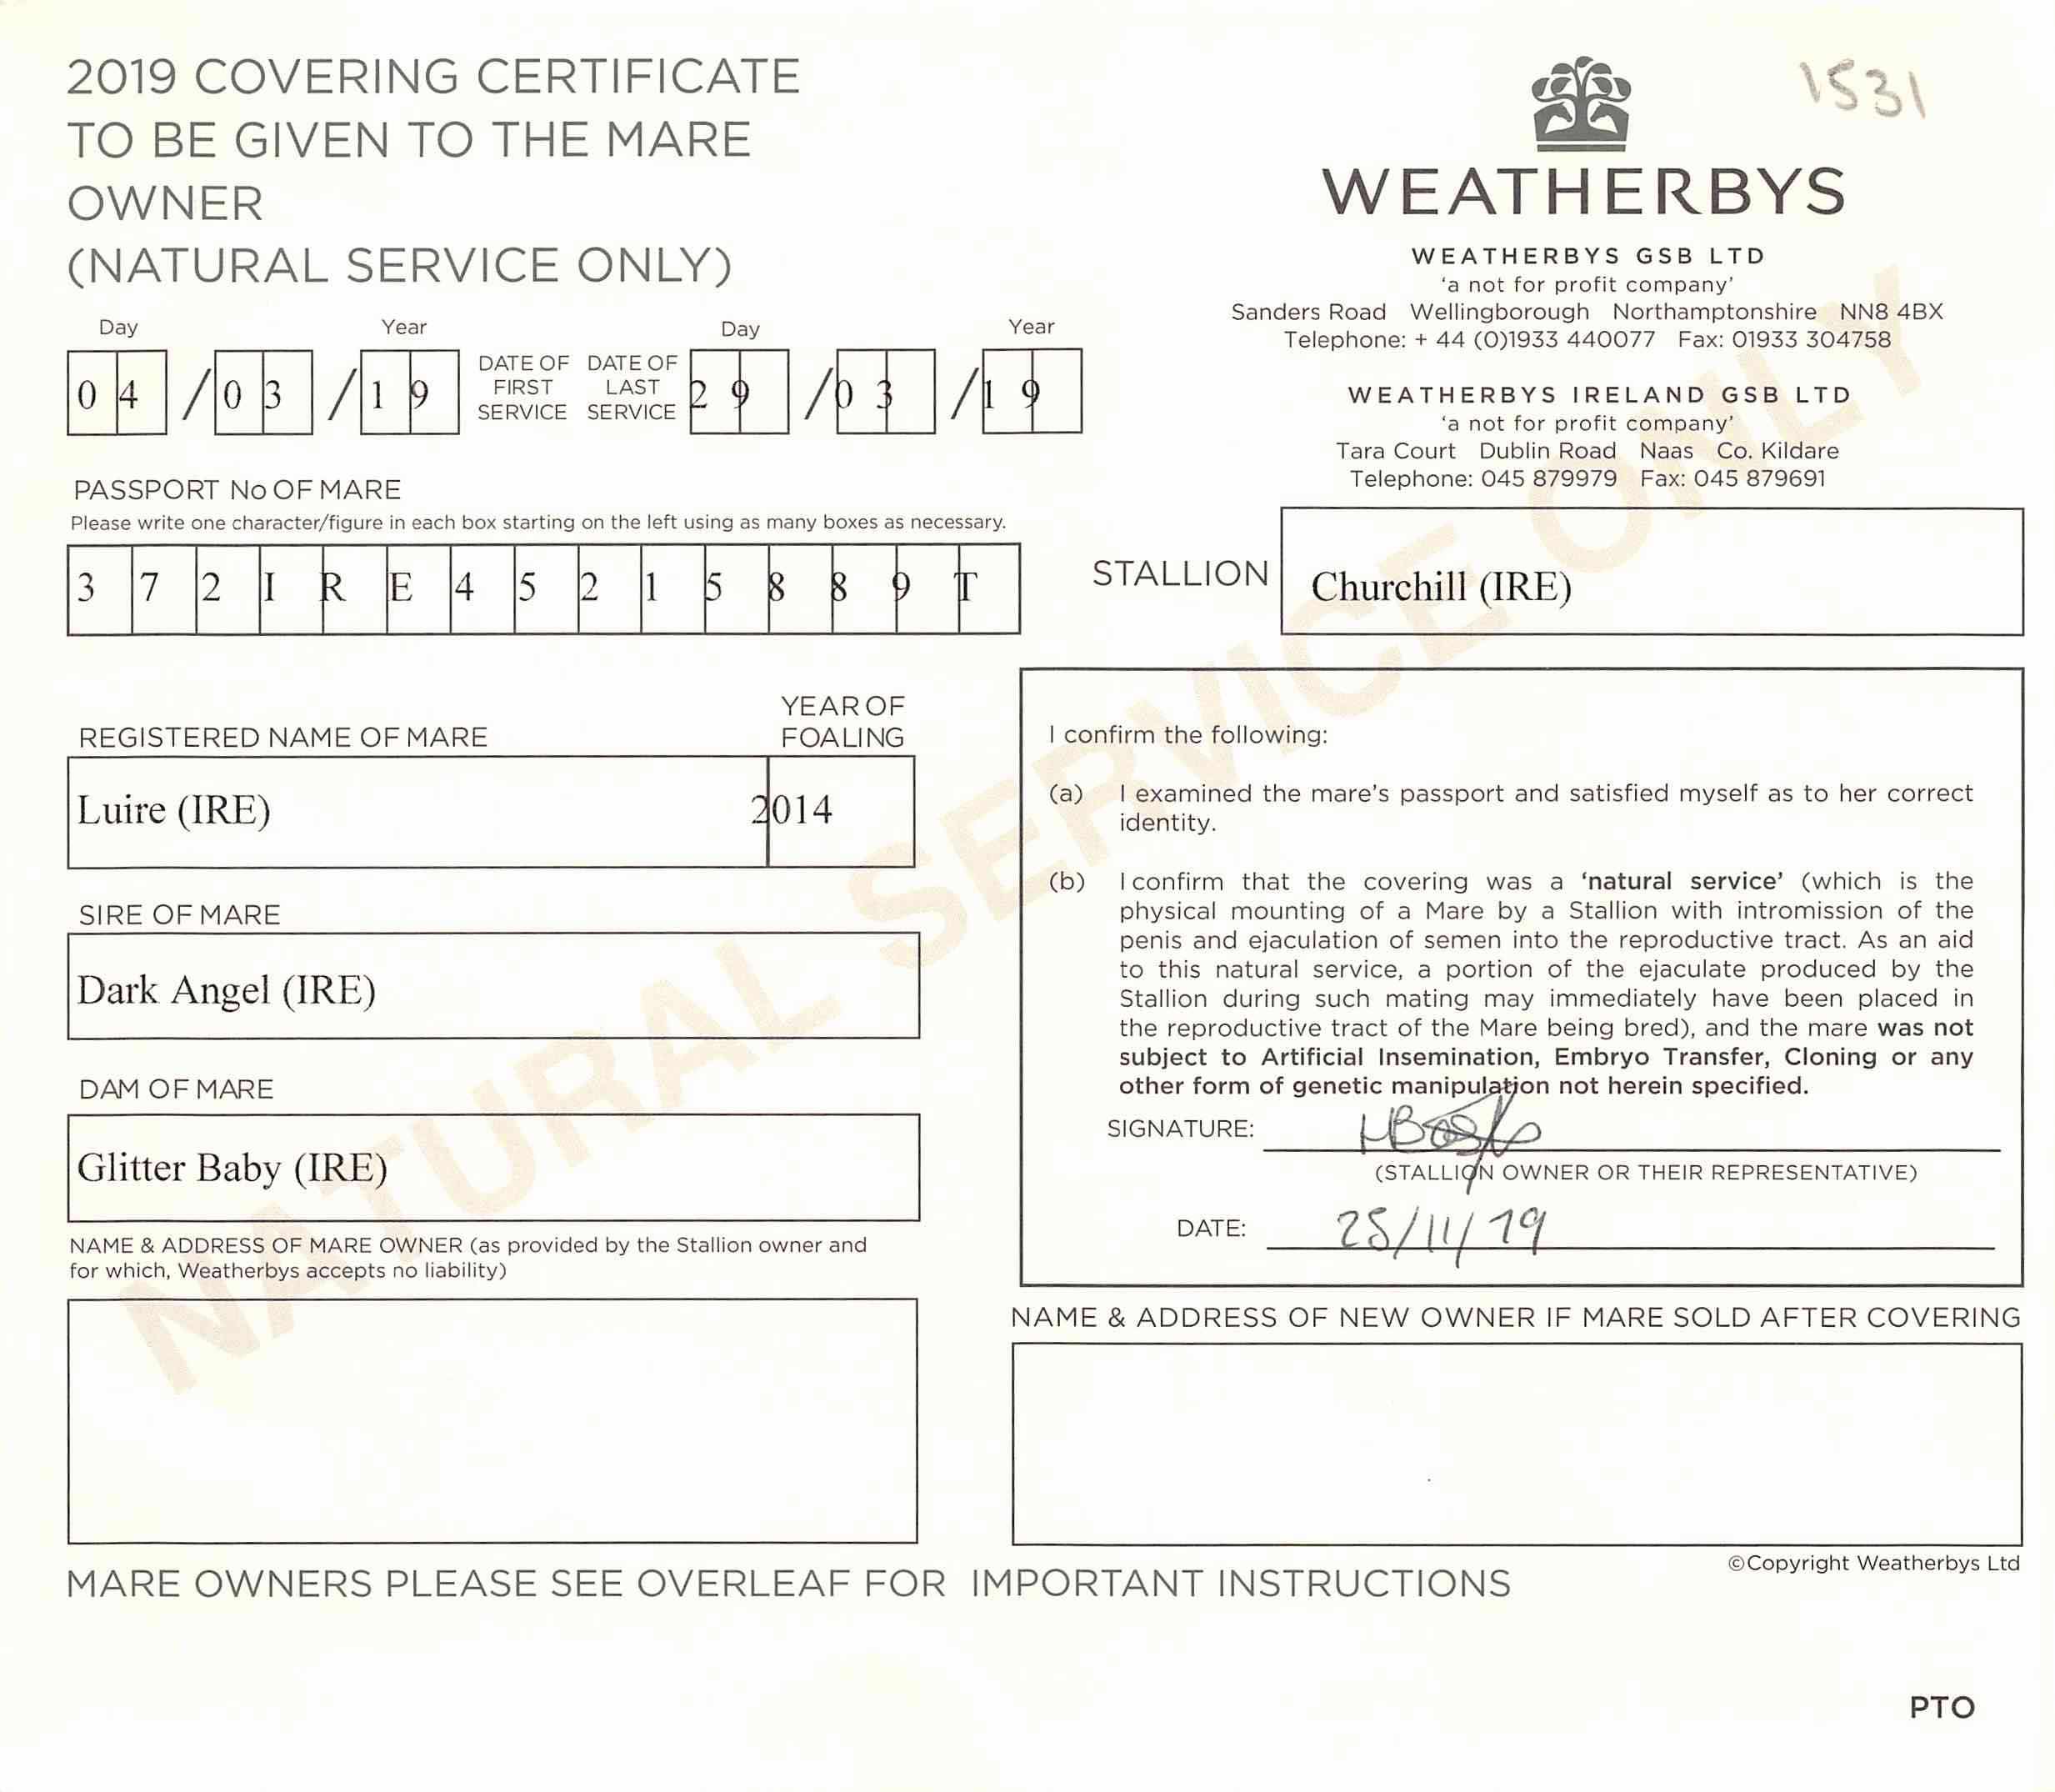 2019 COVERING CERTIFICATE
TO BE GIVEN TO THE MARE
OWNER
(NATURAL SERVICE ONLY)
1531
WEATHERBYS
WEATHERBYS GSB LTD
'a not for profit company'
Sanders Road Wellingborough Northamptonshire NN8 4BX
Telephone: + 44 (0)1933 440077 Fax: 01933 304758
WEATHERBYS IRELAND GSB LTD
'a not for profit company'
Tara Court Dublin Road Naas Co. Kildare
Telephone: 045 879979 Fax: 045 879691
Day Year Day Year
04/03/19 DATE OF FIRST SERVICE DATE OF LAST SERVICE 29/03/19
PASSPORT No OF MARE
Please write one character/figure in each box starting on the left using as many boxes as necessary.
372IRE45215889T
STALLION Churchill (IRE)
REGISTERED NAME OF MARE YEAR OF FOALING
Luire (IRE) 2014
SIRE OF MARE
Dark Angel (IRE)
DAM OF MARE
Glitter Baby (IRE)
NAME & ADDRESS OF MARE OWNER (as provided by the Stallion owner and
for which, Weatherbys accepts no liability)
I confirm the following:
(a) I examined the mare's passport and satisfied myself as to her correct
identity.
(b) I confirm that the covering was a 'natural service' (which is the
physical mounting of a Mare by a Stallion with intromission of the
penis and ejaculation of semen into the reproductive tract. As an aid
to this natural service, a portion of the ejaculate produced by the
Stallion during such mating may immediately have been placed in
the reproductive tract of the Mare being bred), and the mare was not
subject to Artificial Insemination, Embryo Transfer, Cloning or any
other form of genetic manipulation not herein specified.
SIGNATURE:
(STALLION OWNER OR THEIR REPRESENTATIVE)
DATE: 25/11/19
NAME & ADDRESS OF NEW OWNER IF MARE SOLD AFTER COVERING
©Copyright Weatherbys Ltd
MARE OWNERS PLEASE SEE OVERLEAF FOR IMPORTANT INSTRUCTIONS
PTO
NATURAL SERVICE ONLY